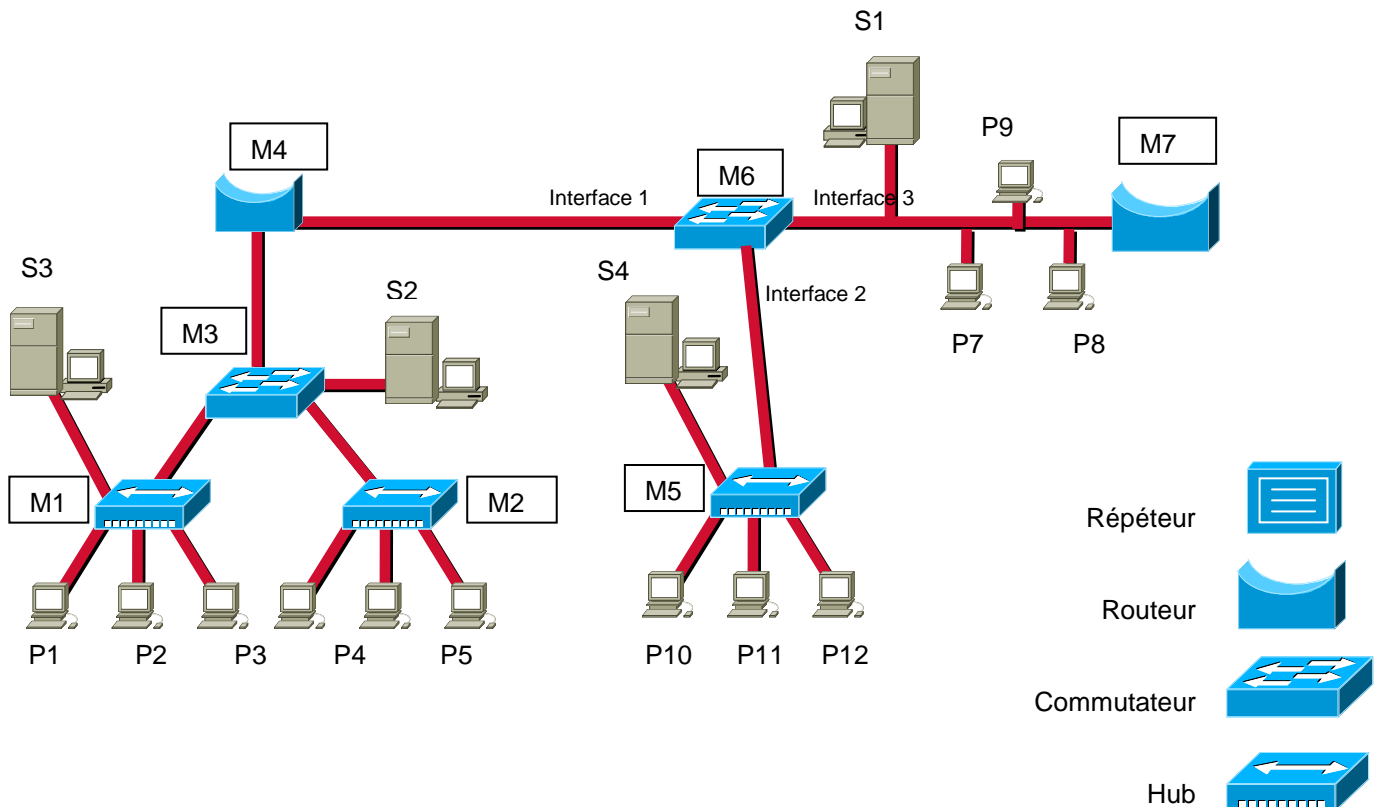 S1
P9
M4
M7
M6
Interface 1
Interface 3
S3
S4
S2
Interface 2
M3
P7
P8
M1
M2
M5
Répéteur
Routeur
P1
P2
P3
P4
P5
P10
P11
P12
Commutateur
Hub